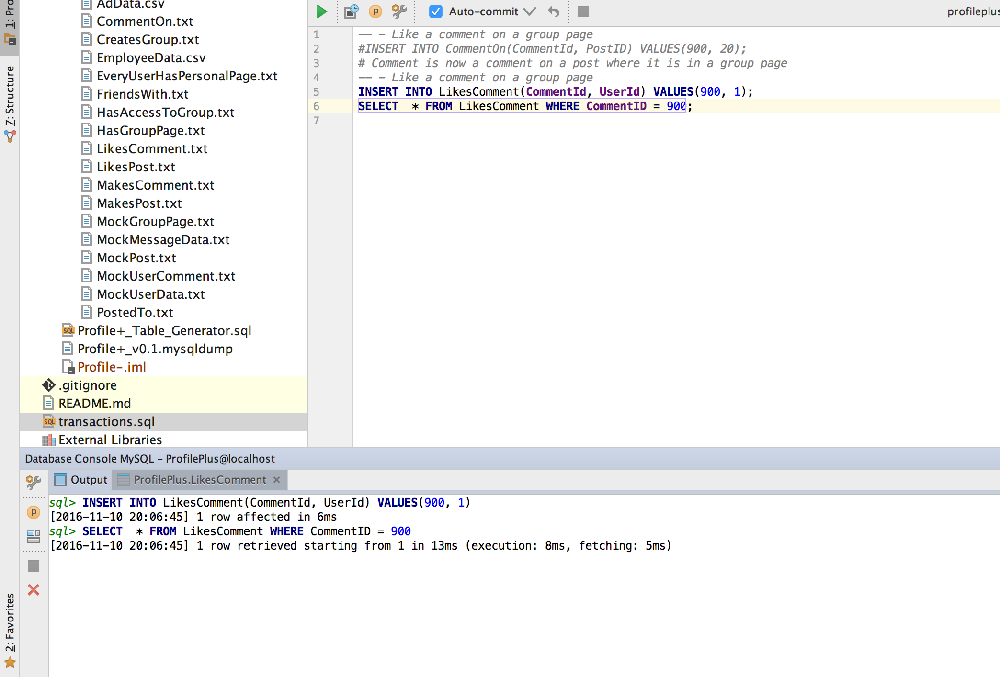 1: Pro
7: Structure
2: Favorites
AdData.csv
CommentOn.txt
CreatesGroup.txt
EmployeeData.csv
EveryUserHasPersonalPage.txt
FriendsWith.txt
HasAccessToGroup.txt
HasGroupPage.txt
LikesComment.txt
LikesPost.txt
MakesComment.txt
MakesPost.txt
MockGroupPage.txt
MockMessageData.txt
MockPost.txt
MockUserComment.txt
MockUserData.txt
PostedTo.txt
SQL Profile+_Table_Generator.sql
Profile+_v0.1.mysqldump
Profile-.iml
.gitignore
README.md
SQL transactions.sql
External Libraries
p Auto-commit profileplus
1 -- - Like a comment on a group page
2 #INSERT INTO CommentOn(CommentId, PostID) VALUES(900, 20);
3 # Comment is now a comment on a post where it is in a group page
4 -- - Like a comment on a group page
5 INSERT INTO LikesComment(CommentId, UserId) VALUES(900, 1);
6 SELECT  * FROM LikesComment WHERE CommentID = 900;
7
Database Console MySQL - ProfilePlus@localhost
Output ProfilePlus.LikesComment
p
sql> INSERT INTO LikesComment(CommentId, UserId) VALUES(900, 1)
[2016-11-10 20:06:45] 1 row affected in 6ms
sql> SELECT  * FROM LikesComment WHERE CommentID = 900
[2016-11-10 20:06:45] 1 row retrieved starting from 1 in 13ms (execution: 8ms, fetching: 5ms)